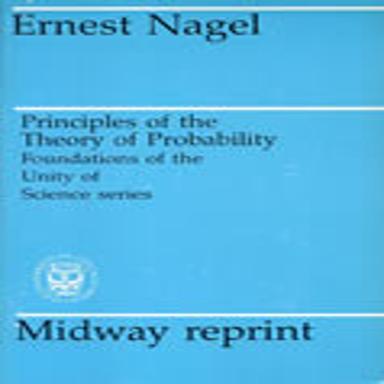 Ernest Nagel
Principles of the
Theory of Probability
Foundations of the
Unity of
Science series
Midway reprint